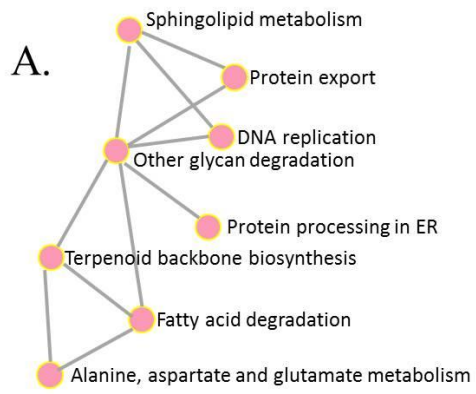 Sphingolipid metabolism
A.
Protein export
DNA replication
Other glycan degradation
Protein processing in ER
Terpenoid backbone biosynthesis
Fatty acid degradation
Alanine, aspartate and glutamate metabolism